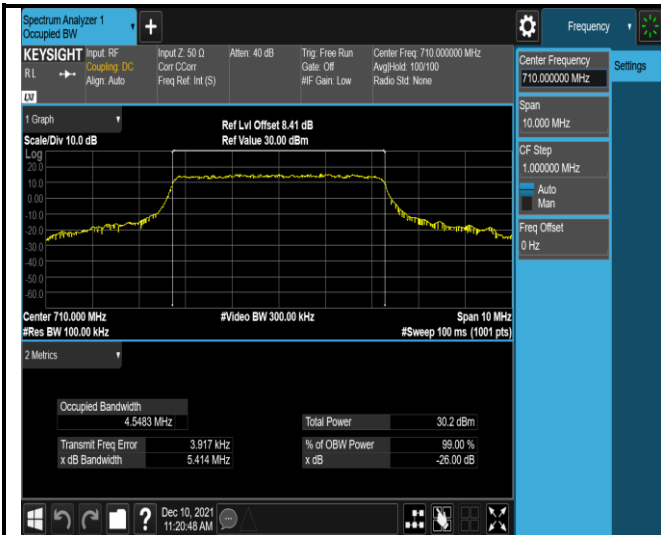 Spectrum Analyzer 1
Occupied BW
Frequency
KEYSIGHT
R L
Input: RF
Coupling: DC
Align: Auto
Input Z: 50 Ω
Corr CCorr
Freq Ref: Int (S)
Atten: 40 dB
Trig: Free Run
Gate: Off
#IF Gain: Low
Center Freq: 710.000000 MHz
Avg|Hold: 100/100
Radio Std: None
LXI
1 Graph
Scale/Div 10.0 dB
Ref Lvl Offset 8.41 dB
Ref Value 30.00 dBm
Log
20.0
10.0
0.00
-10.0
-20.0
-30.0
-40.0
-50.0
-60.0
Center 710.000 MHz
#Res BW 100.00 kHz
#Video BW 300.00 kHz
Span 10 MHz
#Sweep 100 ms (1001 pts)
2 Metrics
Occupied Bandwidth
4.5483 MHz
Transmit Freq Error 3.917 kHz
x dB Bandwidth 5.414 MHz
Total Power 30.2 dBm
% of OBW Power 99.00 %
x dB -26.00 dB
?
Dec 10, 2021
11:20:48 AM
Center Frequency
710.000000 MHz
Settings
Span
10.000 MHz
CF Step
1.000000 MHz
Auto
Man
Freq Offset
0 Hz